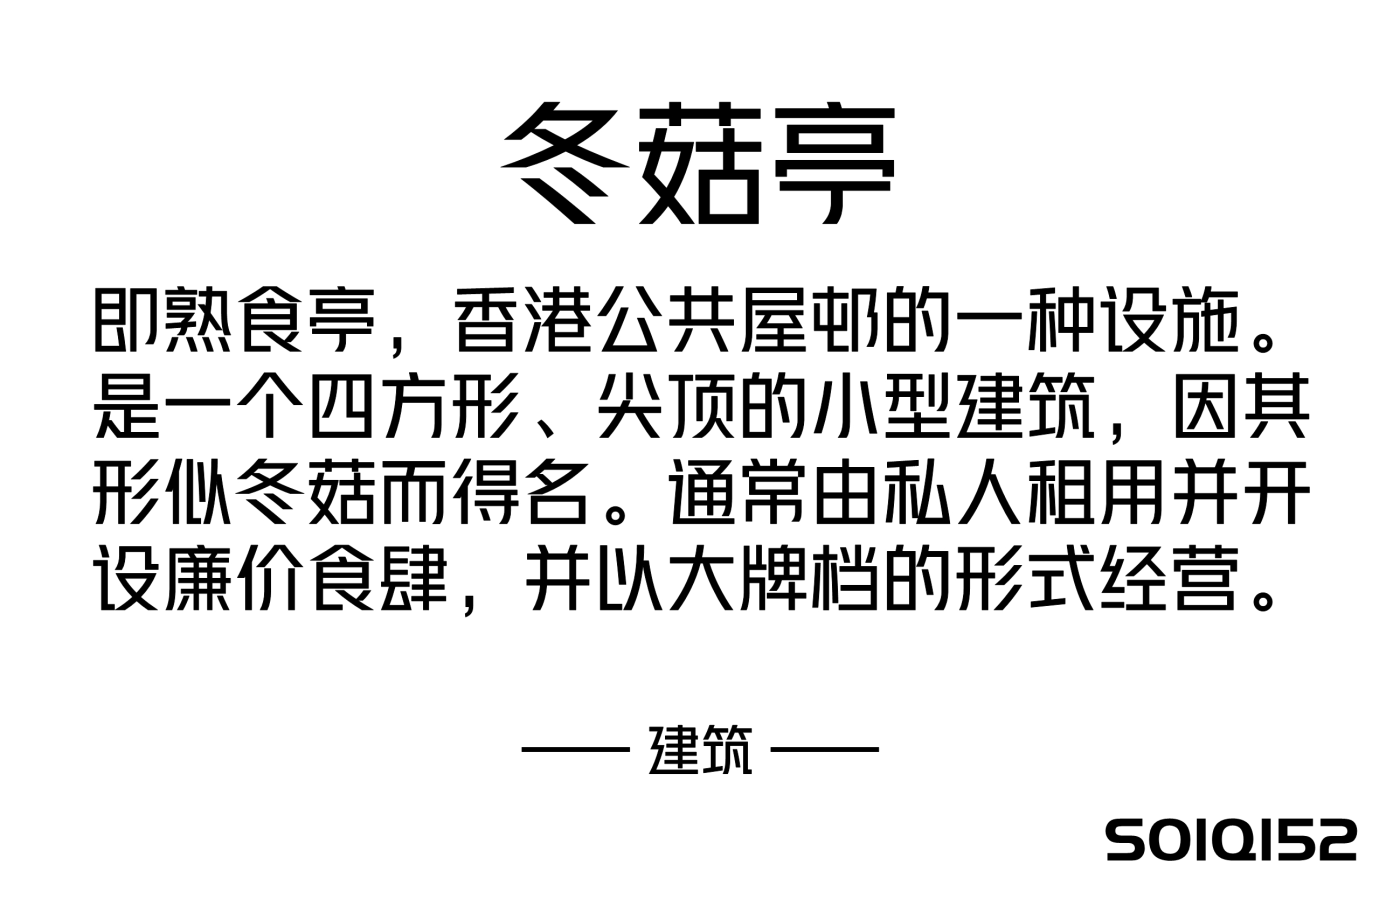 冬菇亭
即熟食亭，香港公共屋邨的一种设施。
是一个四方形、尖顶的小型建筑，因其
形似冬菇而得名。通常由私人租用并开
设廉价食肆，并以大牌档的形式经营。
—— 建筑 ——
S01Q152